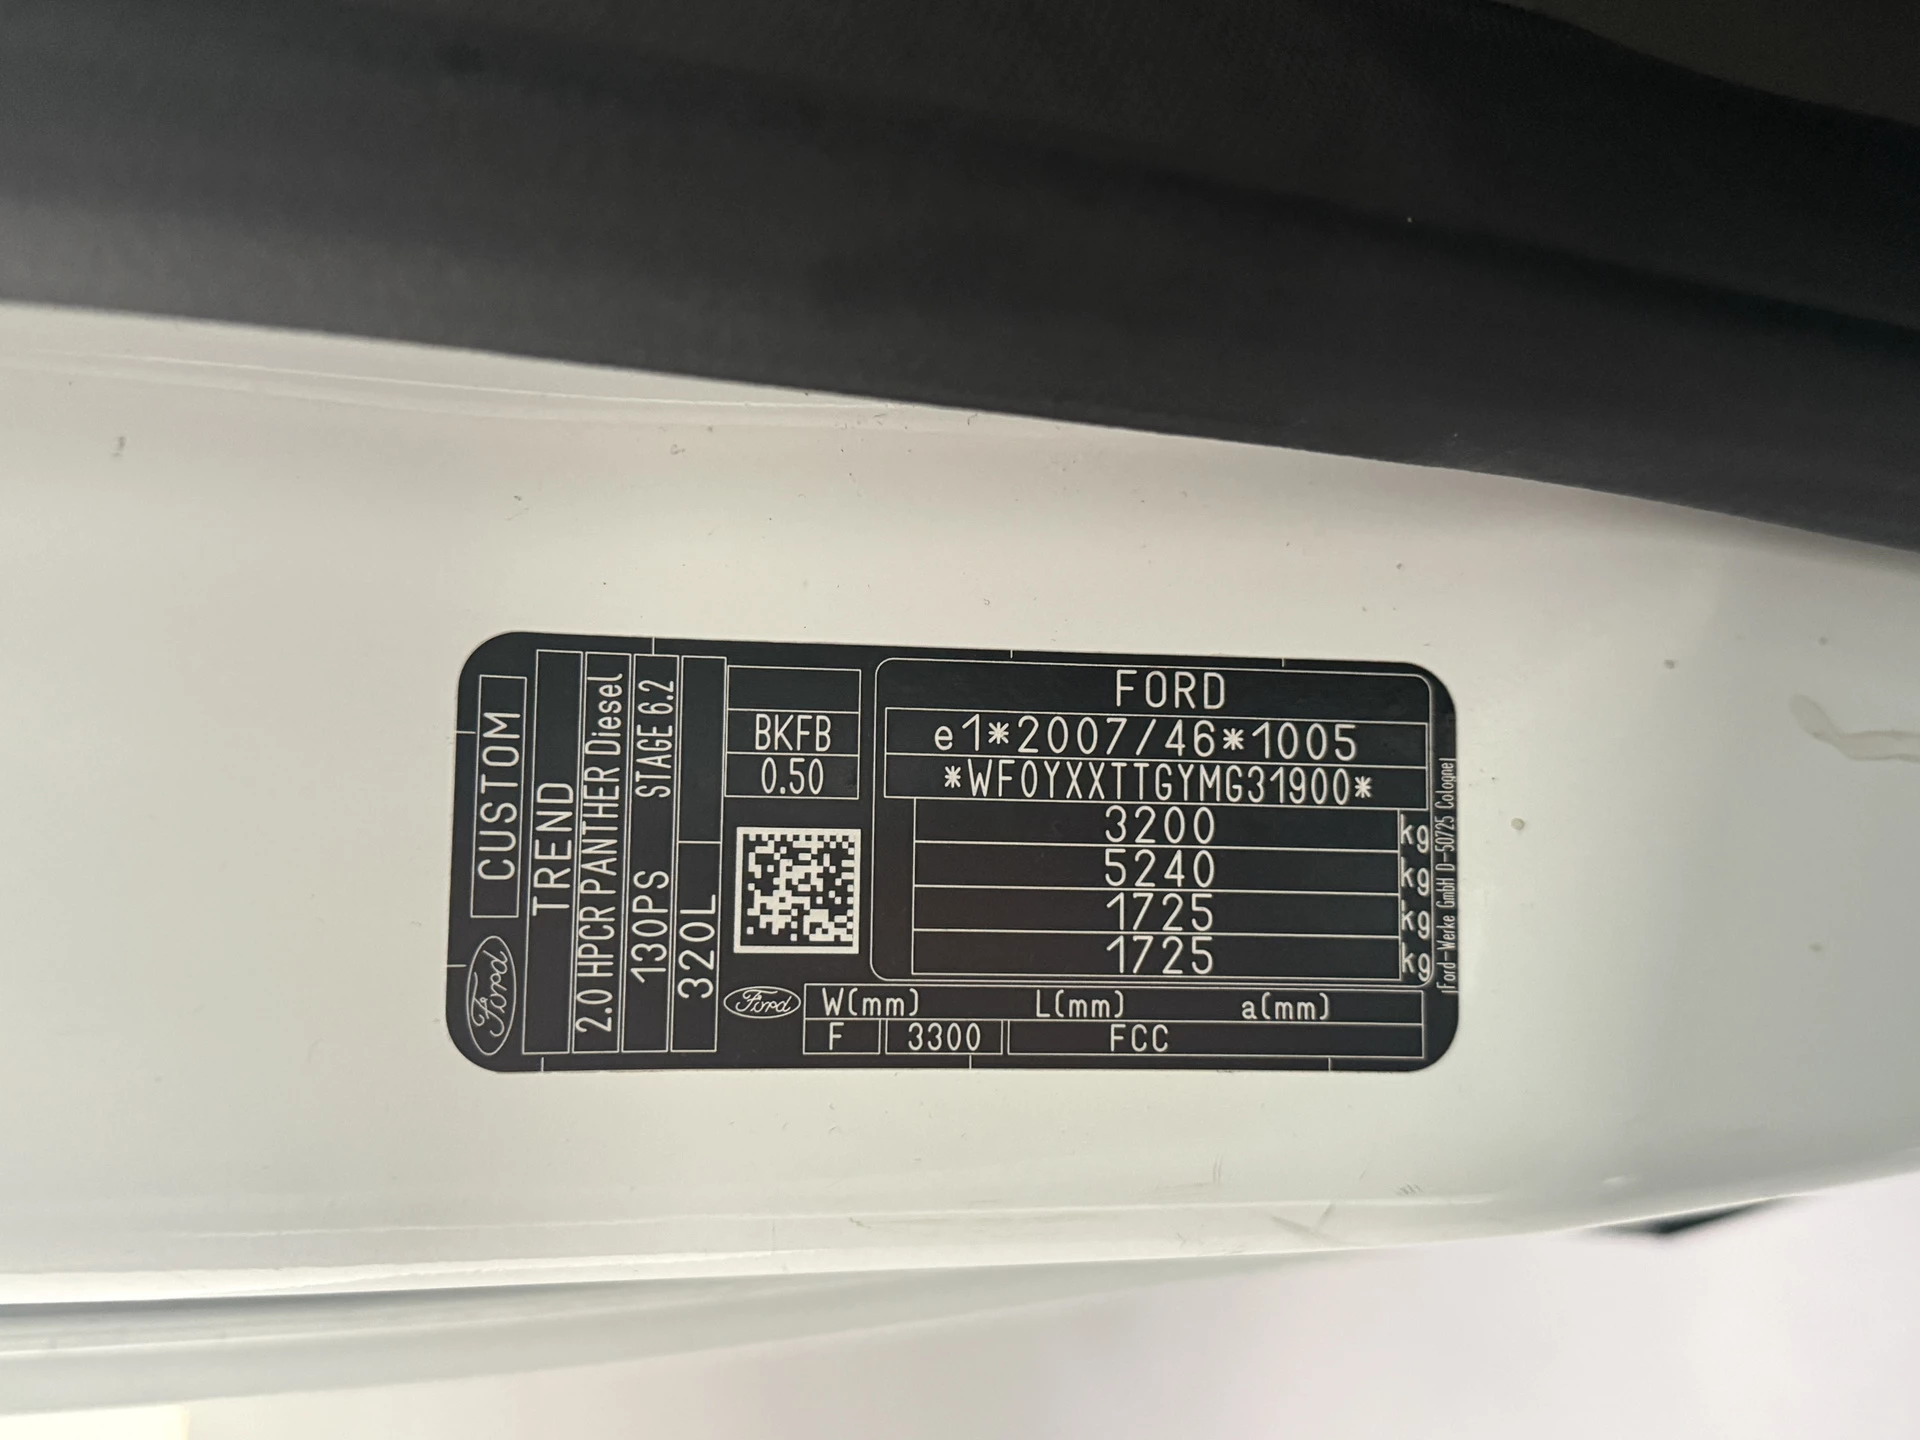 Ford
CUSTOM
TREND
2.0 HPCR PANTHER Diesel
130PS STAGE 6.2
320L
BKFB
0.50
FORD
e1*2007/46*1005
*WF0YXXTTGYMG31900*
3200 kg
5240 kg
1725 kg
1725 kg
Ford-Werke GmbH D-50725 Cologne
Ford
W(mm) L(mm) a(mm)
F 3300 FCC